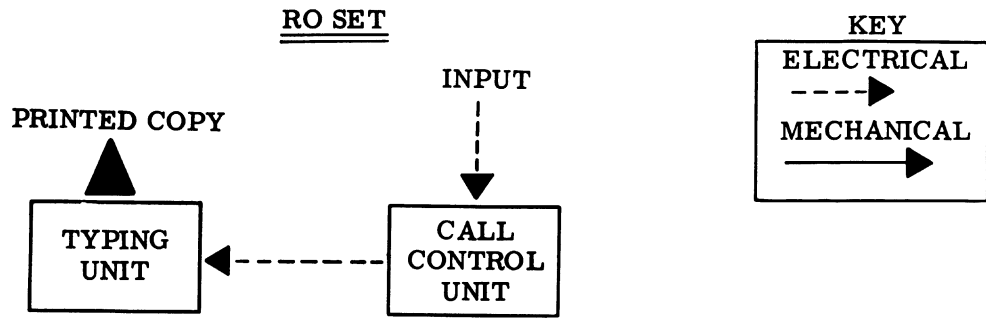 RO SET
INPUT
PRINTED COPY
TYPING
UNIT
CALL
CONTROL
UNIT
KEY
ELECTRICAL
MECHANICAL